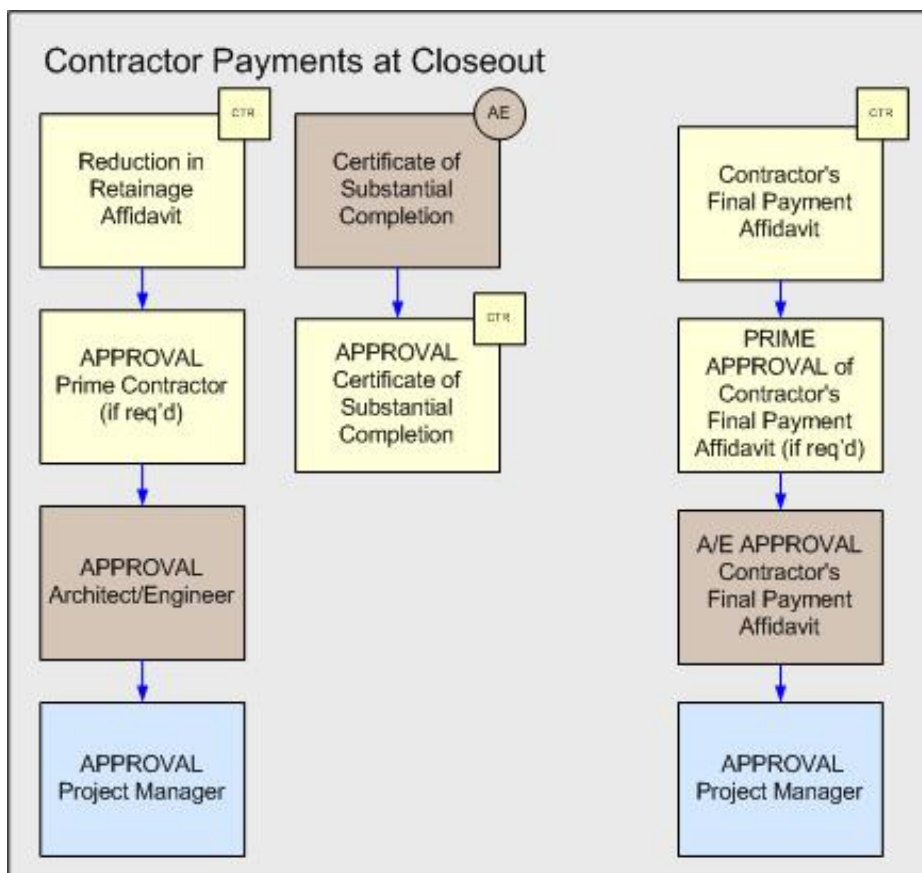 Contractor Payments at Closeout
CTR
Reduction in
Retainage
Affidavit
APPROVAL
Prime Contractor
(if req'd)
APPROVAL
Architect/Engineer
APPROVAL
Project Manager
AE
Certificate of
Substantial
Completion
CTR
APPROVAL
Certificate of
Substantial
Completion
CTR
Contractor's
Final Payment
Affidavit
PRIME
APPROVAL of
Contractor's
Final Payment
Affidavit (if req'd)
A/E APPROVAL
Contractor's
Final Payment
Affidavit
APPROVAL
Project Manager